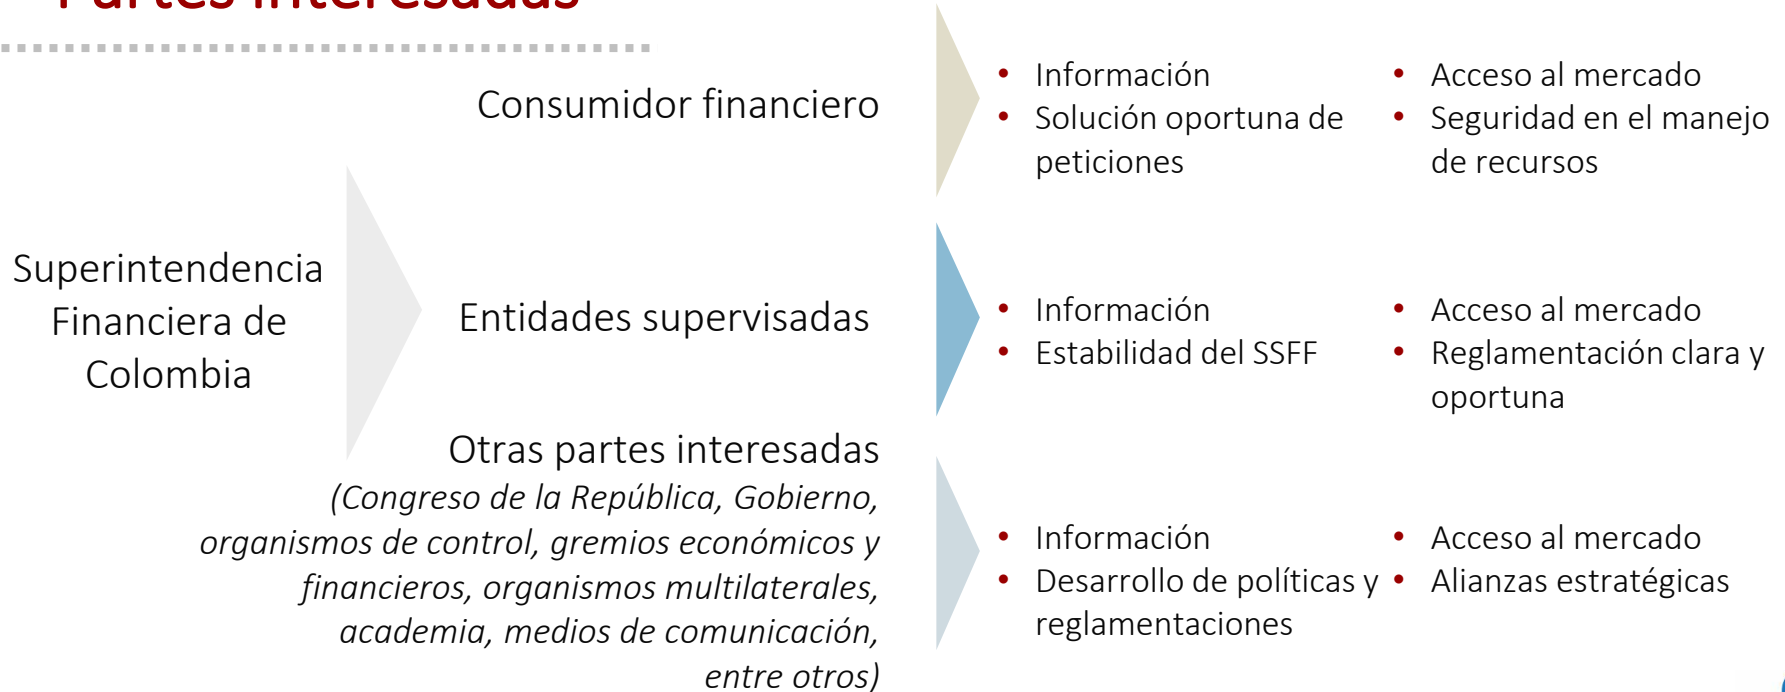 Partes interesadas
Superintendencia
Financiera de
Colombia
Consumidor financiero
• Información
• Solución oportuna de
peticiones
• Acceso al mercado
• Seguridad en el manejo
de recursos
Entidades supervisadas
• Información
• Estabilidad del SSFF
• Acceso al mercado
• Reglamentación clara y
oportuna
Otras partes interesadas
(Congreso de la República, Gobierno,
organismos de control, gremios económicos y
financieros, organismos multilaterales,
academia, medios de comunicación,
entre otros)
• Información
• Desarrollo de políticas y
reglamentaciones
• Acceso al mercado
• Alianzas estratégicas